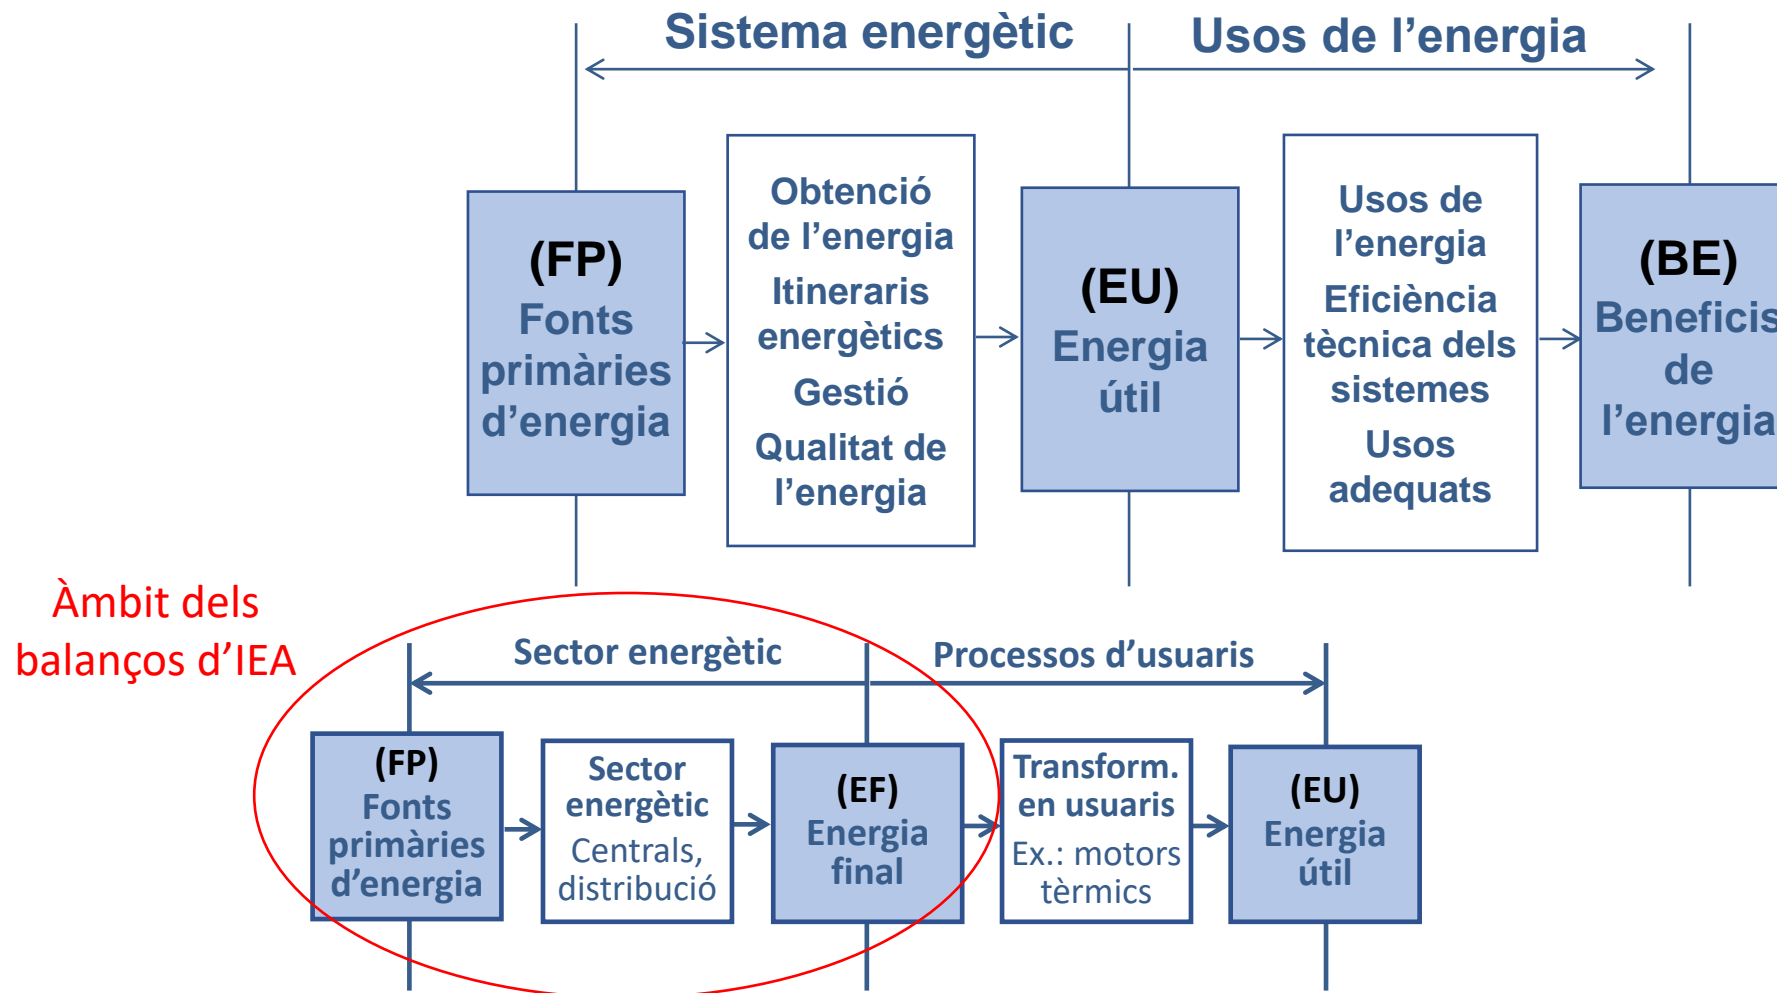 Sistema energètic
Usos de l’energia
(FP)
Fonts
primàries
d’energia
Obtenció
de l’energia
Itineraris
energètics
Gestió
Qualitat de
l’energia
(EU)
Energia
útil
Usos de
l’energia
Eficiència
tècnica dels
sistemes
Usos
adequats
(BE)
Beneficis
de
l’energia
Àmbit dels
balanços d’IEA
Sector energètic
Processos d’usuaris
(FP)
Fonts
primàries
d’energia
Sector
energètic
Centrals,
distribució
(EF)
Energia
final
Transform.
en usuaris
Ex.: motors
tèrmics
(EU)
Energia
útil